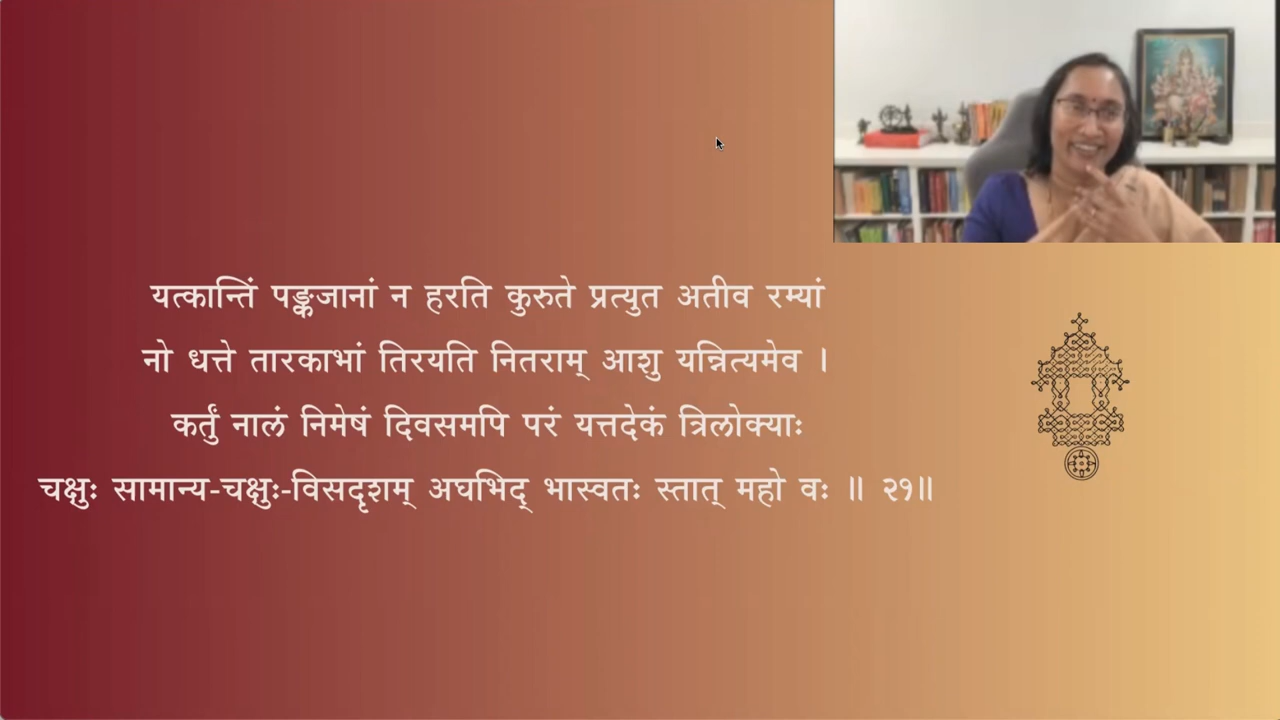 यत्कान्तिं पङ्कजानां न हरति कुरुते प्रत्युत अतीव रम्यां
नो धत्ते तारकाभां तिरयति नितराम् आशु यन्नित्यमेव ।
कर्तुं नालं निमेषं दिवसमपि परं यत्तदेकं त्रिलोक्याः
चक्षुः सामान्य-चक्षुः-विसदृशम् अघभिद् भास्वतः स्तात् महो वः ॥ २१॥